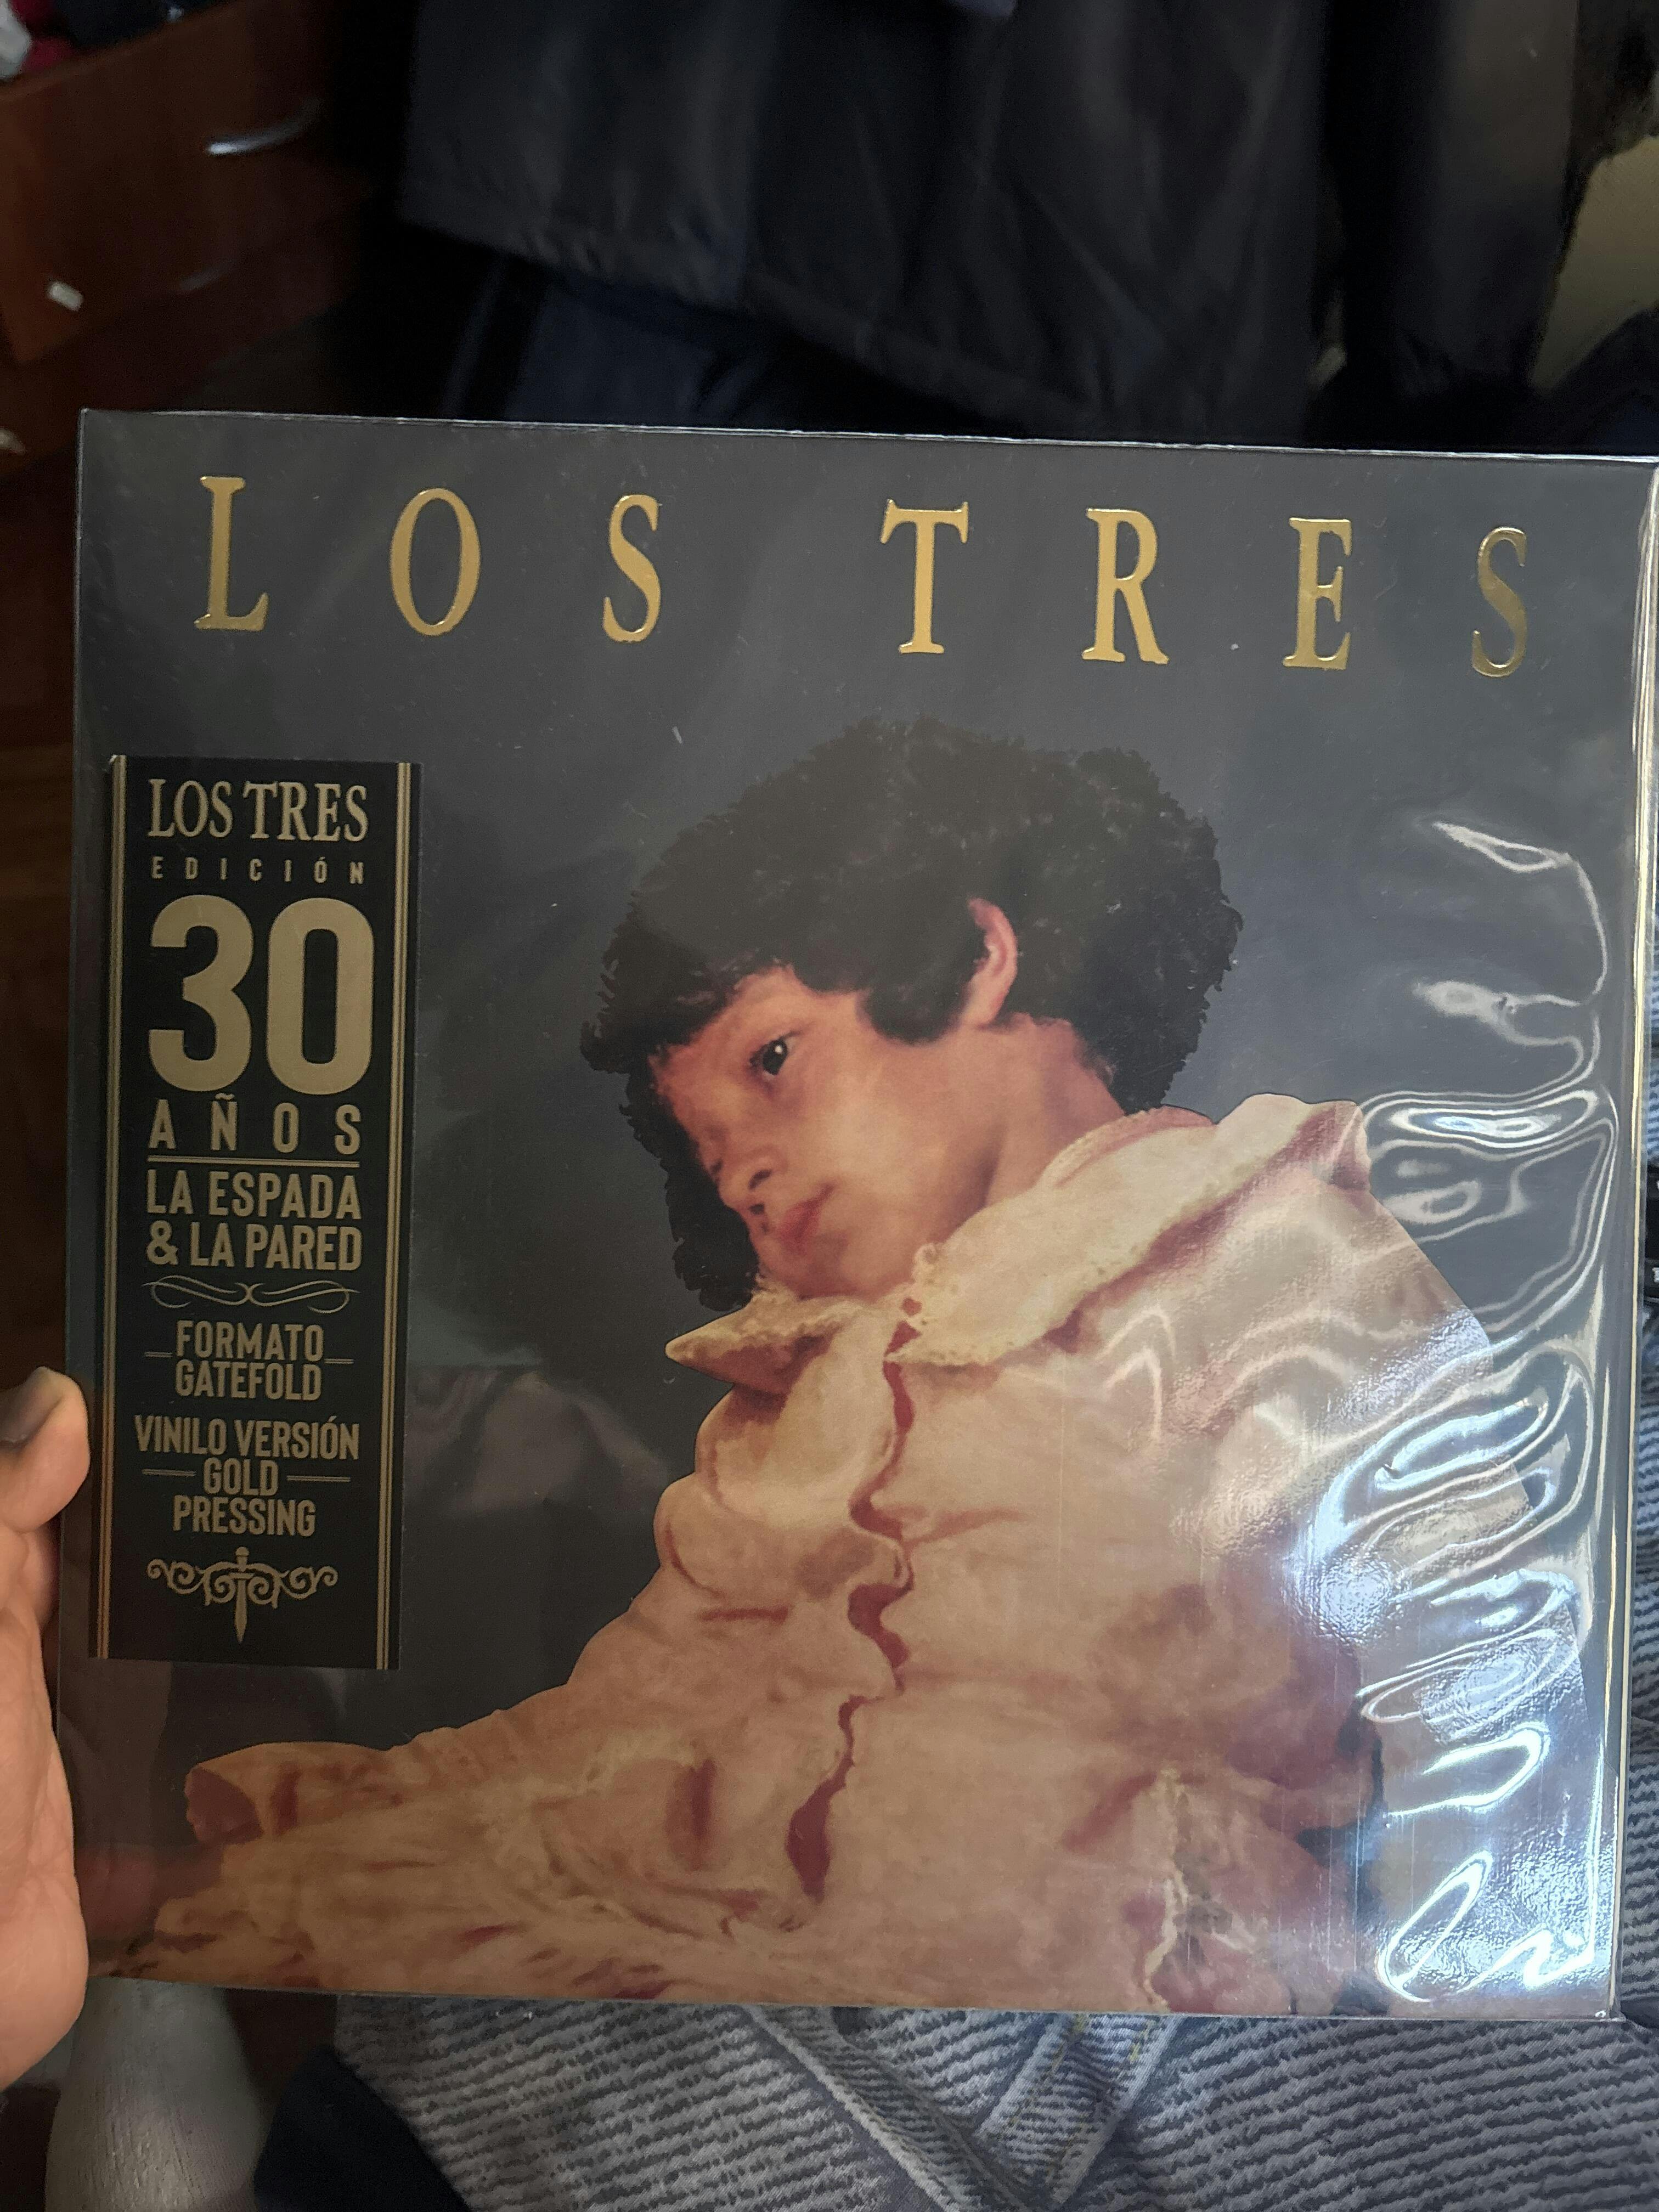 LOS TRES
LOS TRES
EDICIÓN
30
AÑOS
LA ESPADA
& LA PARED
FORMATO
GATEFOLD
VINILO VERSIÓN
GOLD
PRESSING